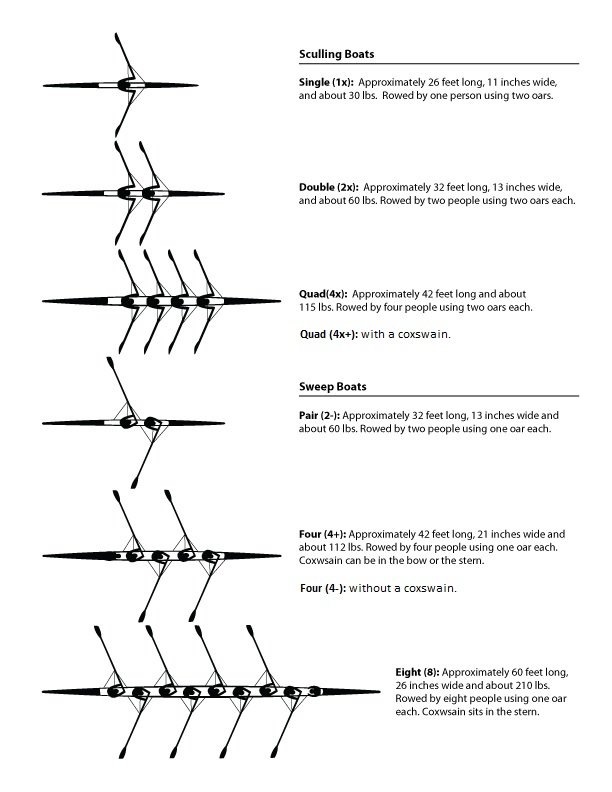 Sculling Boats
Single (1x): Approximately 26 feet long, 11 inches wide,
and about 30 lbs. Rowed by one person using two oars.
Double (2x): Approximately 32 feet long, 13 inches wide,
and about 60 lbs. Rowed by two people using two oars each.
Quad(4x): Approximately 42 feet long and about
115 lbs. Rowed by four people using two oars each.
Quad (4x+): with a coxswain.
Sweep Boats
Pair (2-): Approximately 32 feet long, 13 inches wide and
about 60 lbs. Rowed by two people using one oar each.
Four (4+): Approximately 42 feet long, 21 inches wide and
about 112 lbs. Rowed by four people using one oar each.
Coxwsain can be in the bow or the stern.
Four (4-): without a coxswain.
Eight (8): Approximately 60 feet long,
26 inches wide and about 210 lbs.
Rowed by eight people using one oar
each. Coxwsain sits in the stern.